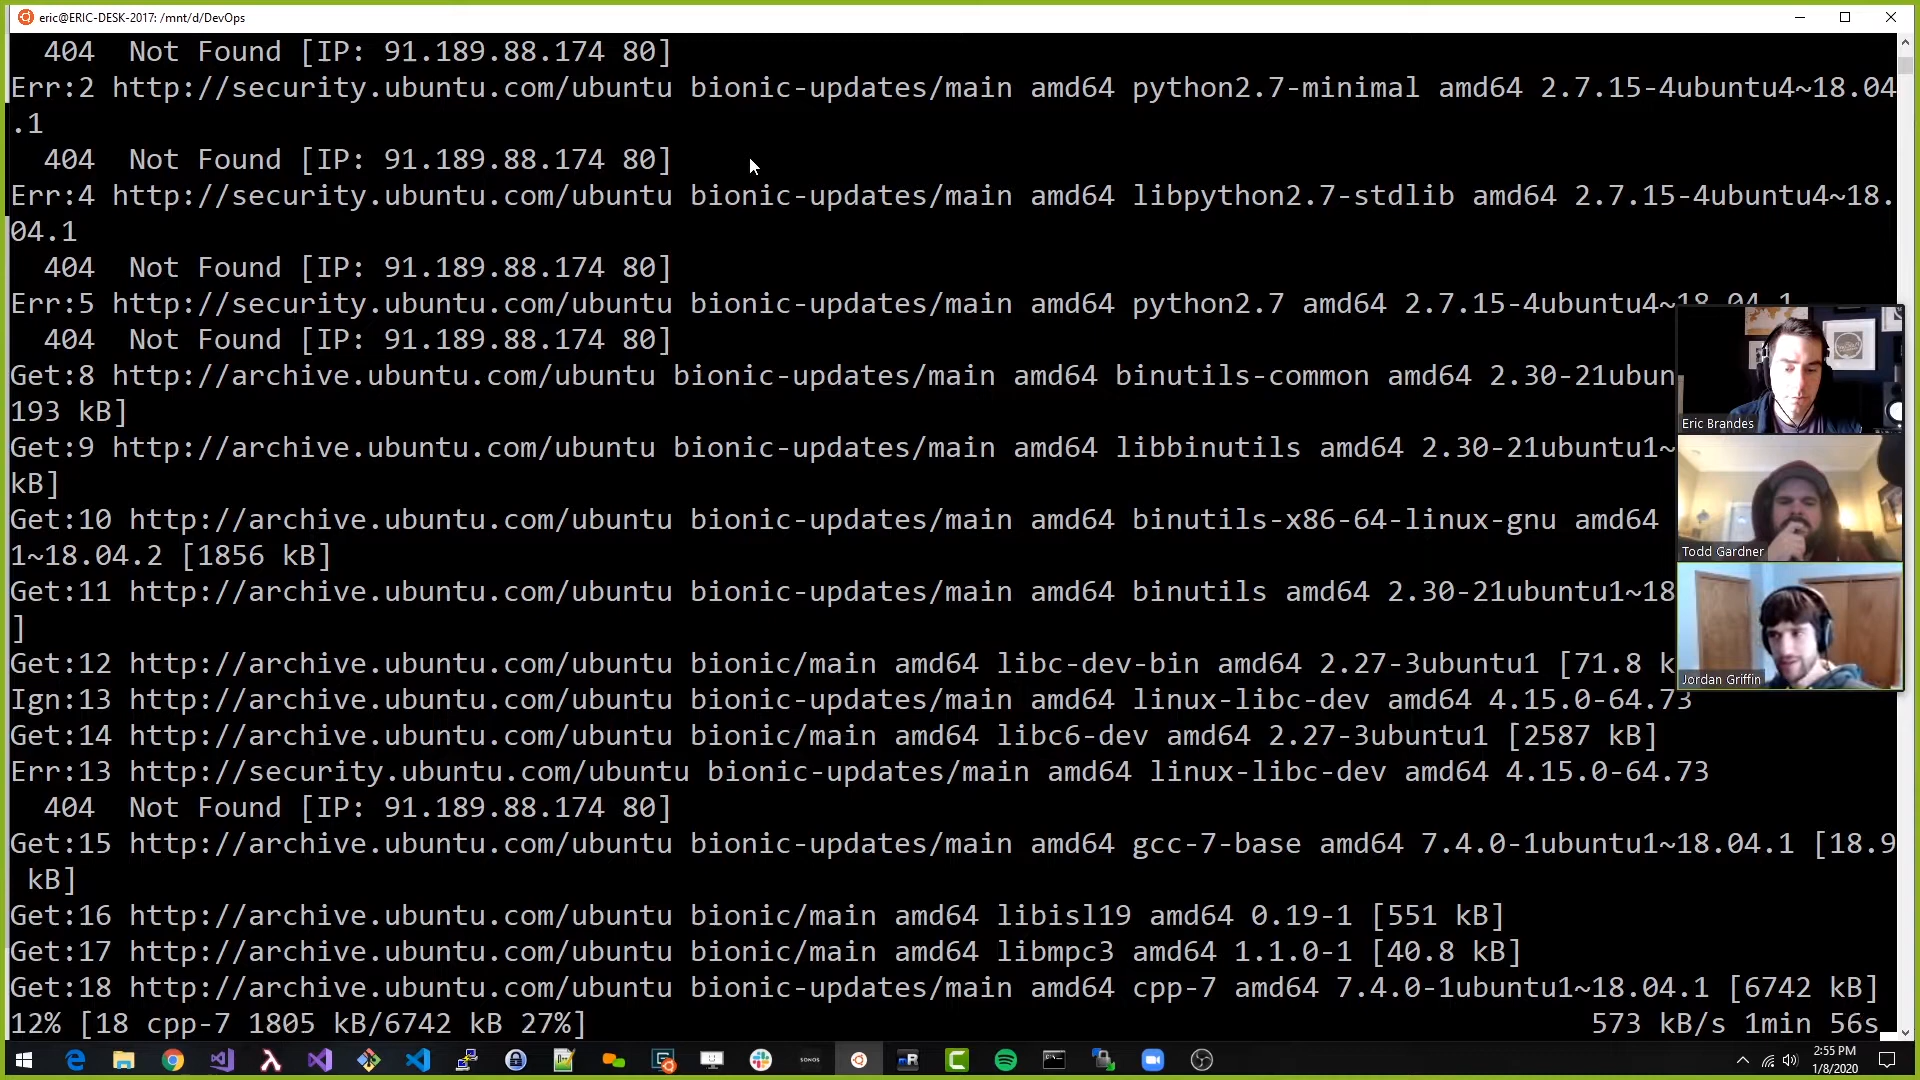 eric@ERIC-DESK-2017: /mnt/d/DevOps
404  Not Found [IP: 91.189.88.174 80]
Err:2 http://security.ubuntu.com/ubuntu bionic-updates/main amd64 python2.7-minimal amd64 2.7.15-4ubuntu4~18.04
.1
404  Not Found [IP: 91.189.88.174 80]
Err:4 http://security.ubuntu.com/ubuntu bionic-updates/main amd64 libpython2.7-stdlib amd64 2.7.15-4ubuntu4~18.
04.1
404  Not Found [IP: 91.189.88.174 80]
Err:5 http://security.ubuntu.com/ubuntu bionic-updates/main amd64 python2.7 amd64 2.7.15-4ubuntu4~18.04.1
404  Not Found [IP: 91.189.88.174 80]
Get:8 http://archive.ubuntu.com/ubuntu bionic-updates/main amd64 binutils-common amd64 2.30-21ubun
193 kB]
Eric Brandes
Get:9 http://archive.ubuntu.com/ubuntu bionic-updates/main amd64 libbinutils amd64 2.30-21ubuntu1~
kB]
Get:10 http://archive.ubuntu.com/ubuntu bionic-updates/main amd64 binutils-x86-64-linux-gnu amd64
1~18.04.2 [1856 kB]
Todd Gardner
Get:11 http://archive.ubuntu.com/ubuntu bionic-updates/main amd64 binutils amd64 2.30-21ubuntu1~18
]
Get:12 http://archive.ubuntu.com/ubuntu bionic/main amd64 libc-dev-bin amd64 2.27-3ubuntu1 [71.8 k
Jordan Griffin
Ign:13 http://archive.ubuntu.com/ubuntu bionic-updates/main amd64 linux-libc-dev amd64 4.15.0-64.73
Get:14 http://archive.ubuntu.com/ubuntu bionic/main amd64 libc6-dev amd64 2.27-3ubuntu1 [2587 kB]
Err:13 http://security.ubuntu.com/ubuntu bionic-updates/main amd64 linux-libc-dev amd64 4.15.0-64.73
404  Not Found [IP: 91.189.88.174 80]
Get:15 http://archive.ubuntu.com/ubuntu bionic-updates/main amd64 gcc-7-base amd64 7.4.0-1ubuntu1~18.04.1 [18.9
kB]
Get:16 http://archive.ubuntu.com/ubuntu bionic/main amd64 libisl19 amd64 0.19-1 [551 kB]
Get:17 http://archive.ubuntu.com/ubuntu bionic/main amd64 libmpc3 amd64 1.1.0-1 [40.8 kB]
Get:18 http://archive.ubuntu.com/ubuntu bionic-updates/main amd64 cpp-7 amd64 7.4.0-1ubuntu1~18.04.1 [6742 kB]
12% [18 cpp-7 1805 kB/6742 kB 27%] 573 kB/s 1min 56s
SONOS
2:55 PM
1/8/2020